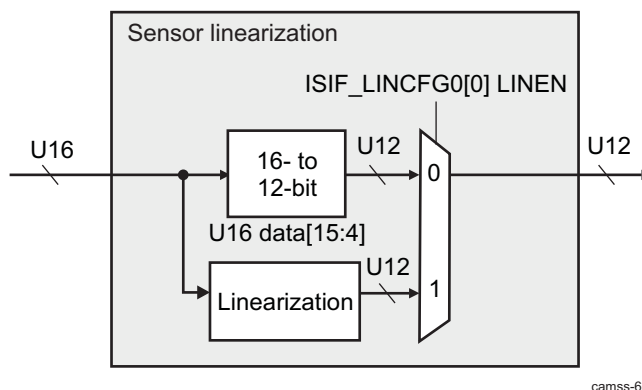 Sensor linearization
ISIF_LINCFG0[0] LINEN
U16
16- to
12-bit
U12
0
U12
U16 data[15:4]
Linearization
U12
1
camss-6